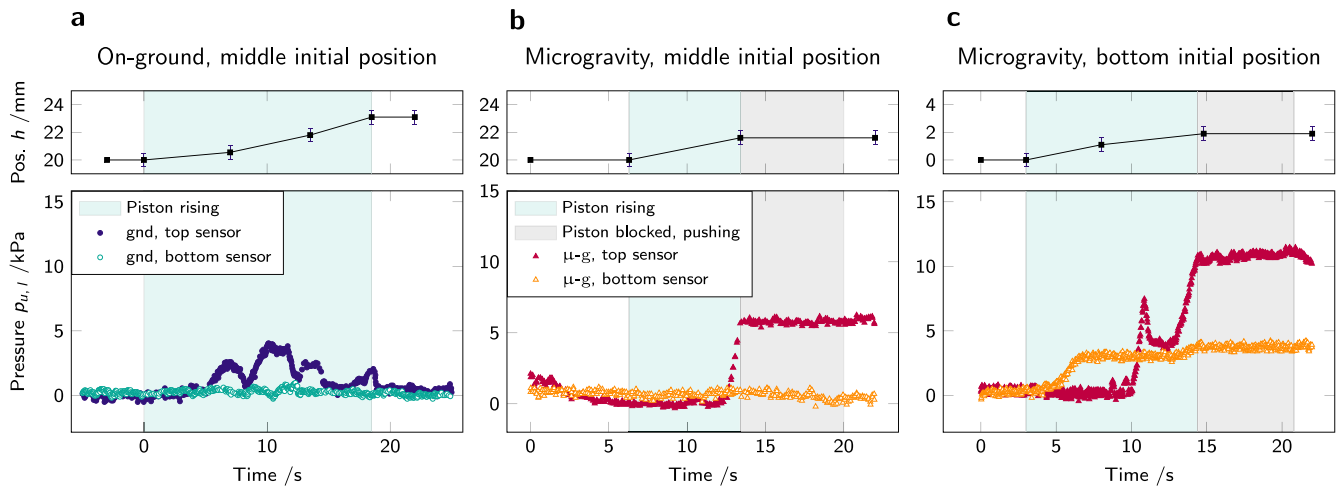 a
On-ground, middle initial position
Pos. h /mm
24
22
20
15
10
5
0
Pressure p_{u, l} /kPa
Piston rising
gnd, top sensor
gnd, bottom sensor
0
10
20
Time /s
b
Microgravity, middle initial position
24
22
20
15
10
5
0
Piston rising
Piston blocked, pushing
μ-g, top sensor
μ-g, bottom sensor
0
5
10
15
20
Time /s
c
Microgravity, bottom initial position
4
2
0
15
10
5
0
0
5
10
15
20
Time /s